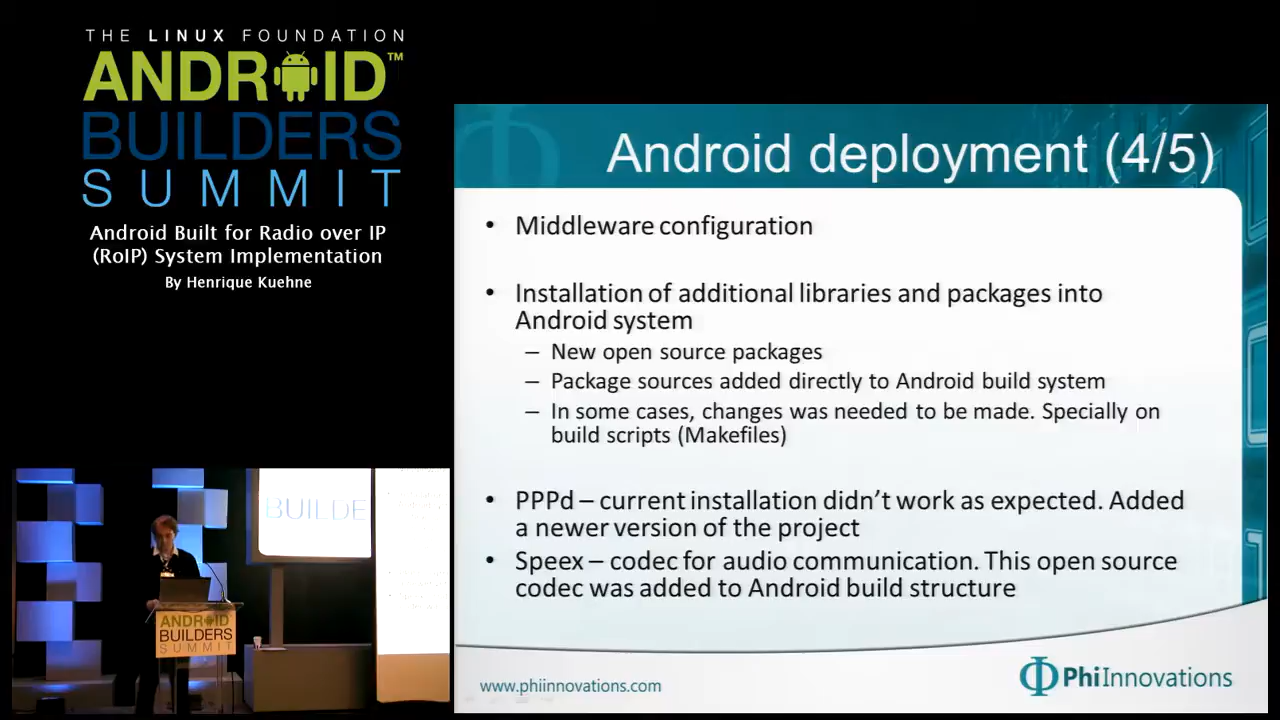 THE LINUX FOUNDATION
ANDROID™
BUILDERS
SUMMIT
Android Built for Radio over IP
(RoIP) System Implementation
By Henrique Kuehne
Android deployment (4/5)
• Middleware configuration
• Installation of additional libraries and packages into
Android system
– New open source packages
– Package sources added directly to Android build system
– In some cases, changes was needed to be made. Specially on
build scripts (Makefiles)
• PPPd – current installation didn't work as expected. Added
a newer version of the project
• Speex – codec for audio communication. This open source
codec was added to Android build structure
www.phiinnovations.com
PhiInnovations
BUILDE
ANDROID
BUILDERS
SUMMIT